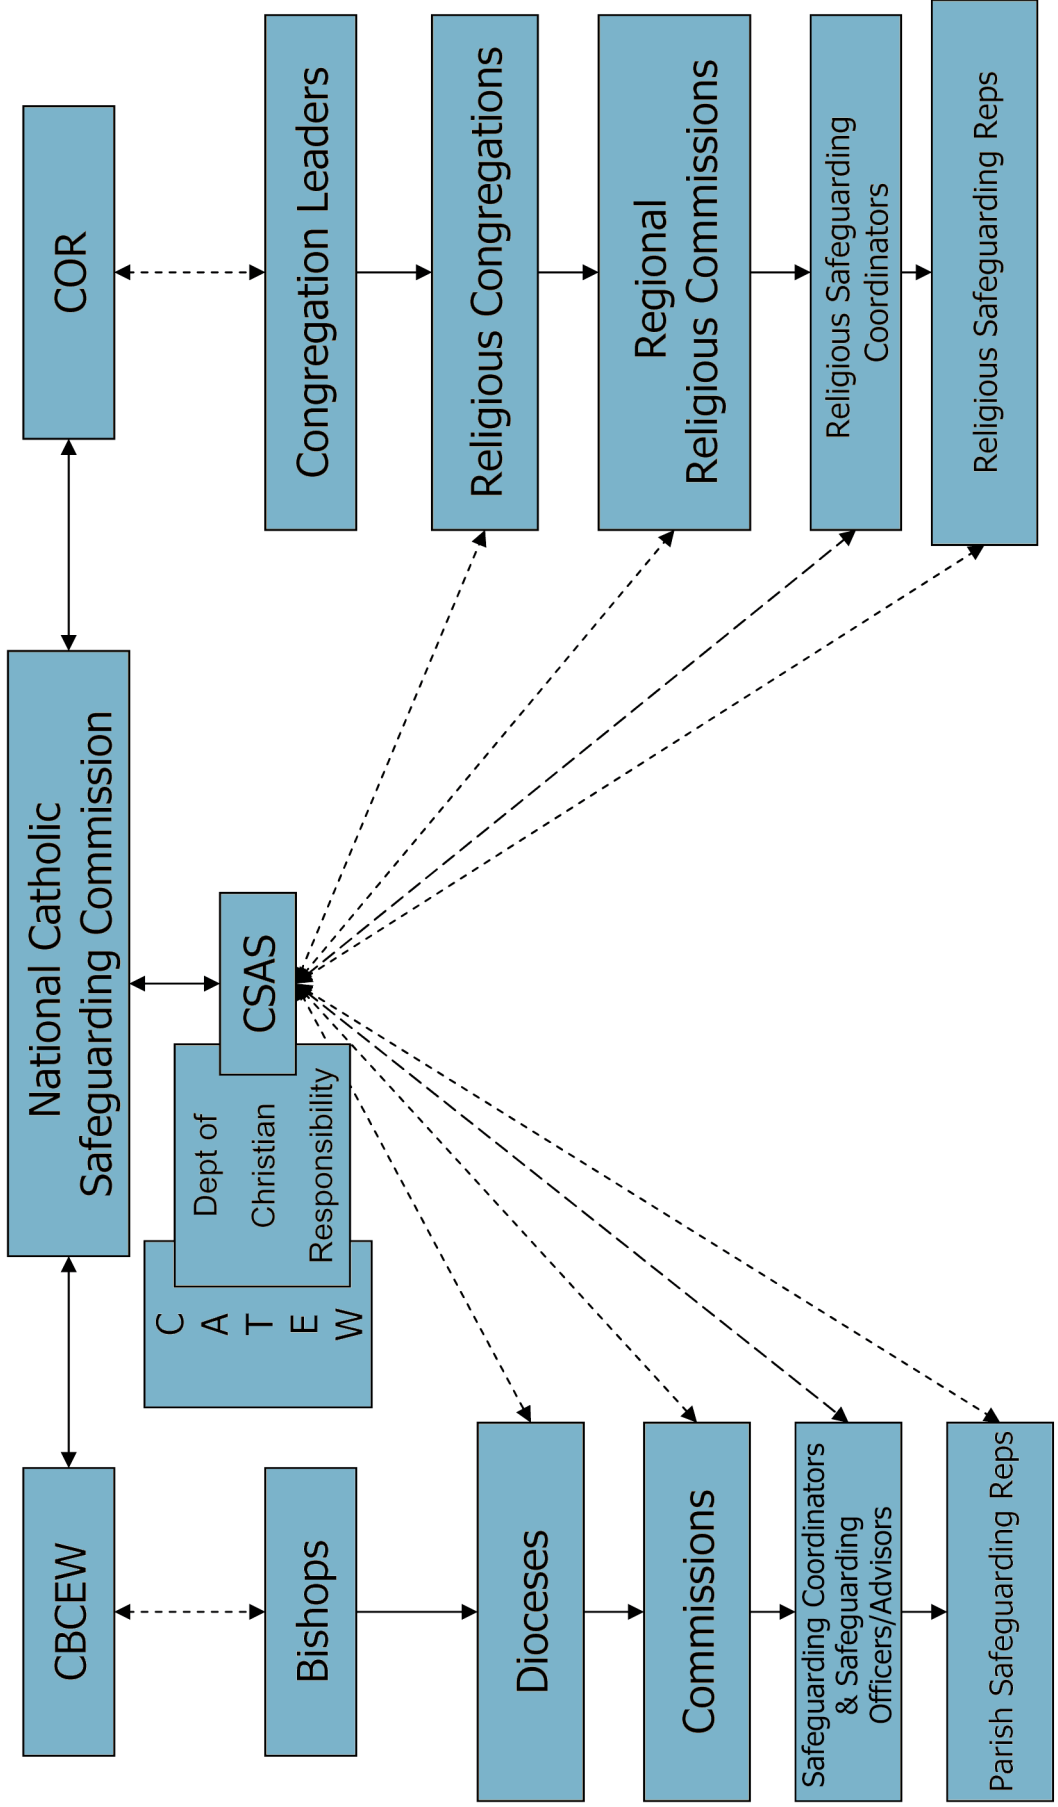 CBCEW
National Catholic
Safeguarding Commission
COR
Bishops
C
A
T
E
W
Dept of
Christian
Responsibility
CSAS
Congregation Leaders
Dioceses
Religious Congregations
Commissions
Regional
Religious Commissions
Safeguarding Coordinators
& Safeguarding
Officers/Advisors
Religious Safeguarding
Coordinators
Parish Safeguarding Reps
Religious Safeguarding Reps